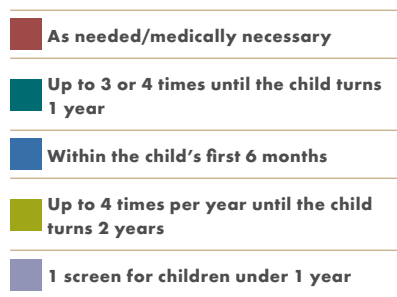 As needed/medically necessary
Up to 3 or 4 times until the child turns
1 year
Within the child's first 6 months
Up to 4 times per year until the child
turns 2 years
1 screen for children under 1 year